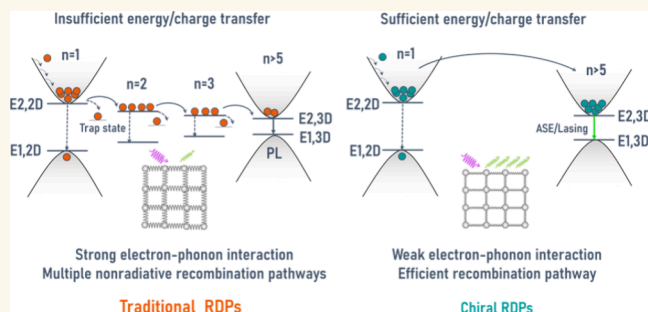 Insufficient energy/charge transfer
n=1
n=2
n=3
n>5
E2,2D
Trap state
E1,2D
E2,3D
E1,3D
PL
Strong electron-phonon interaction
Multiple nonradiative recombination pathways
Traditional RDPs
Sufficient energy/charge transfer
n=1
n>5
E2,2D
E1,2D
E2,3D
ASE/Lasing
E1,3D
Weak electron-phonon interaction
Efficient recombination pathway
Chiral RDPs